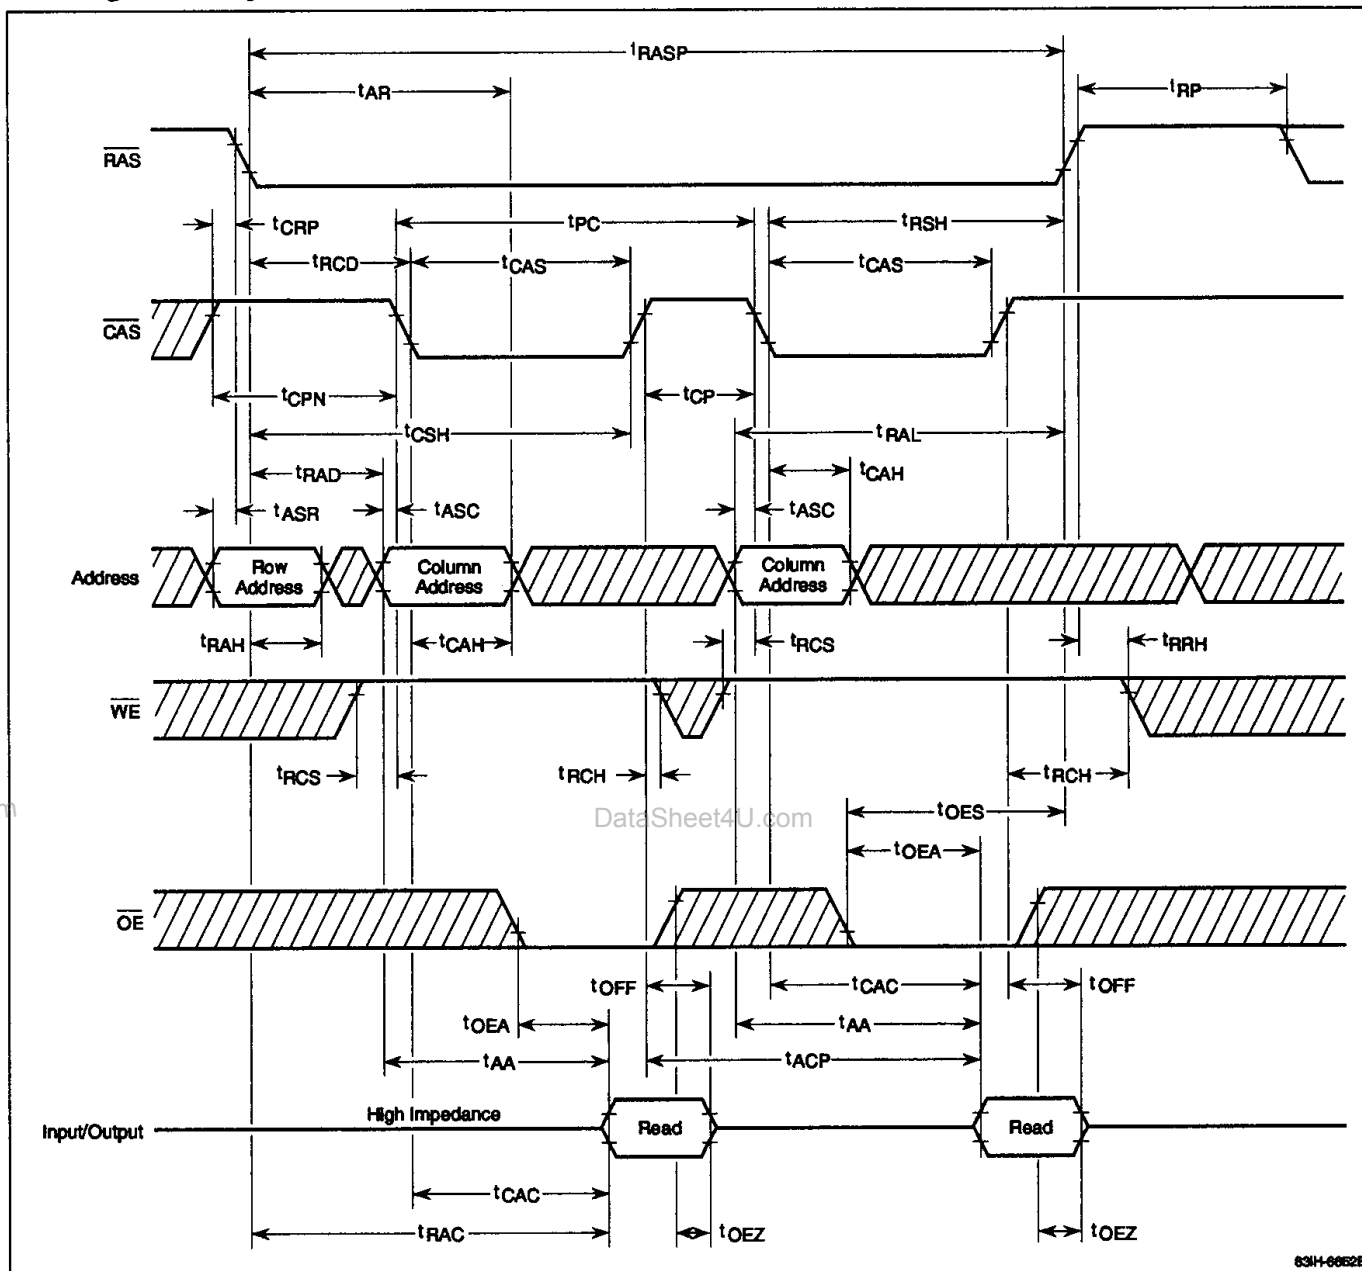 tRASP
tAR
tRP
RAS
tCRP
tPC
tRSH
tRCD
tCAS
tCAS
CAS
tCPN
tCP
tCSH
tRAL
tRAD
tCAH
tASR
tASC
tASC
Address
Row Address
Column Address
Column Address
tRAH
tCAH
tRCS
tRRH
WE
tRCS
tRCH
tRCH
m
DataSheet4U.com
tOES
tOEA
OE
tOFF
tCAC
tOFF
tOEA
tAA
tAA
tACP
High Impedance
Input/Output
Read
Read
tCAC
tRAC
tOEZ
tOEZ